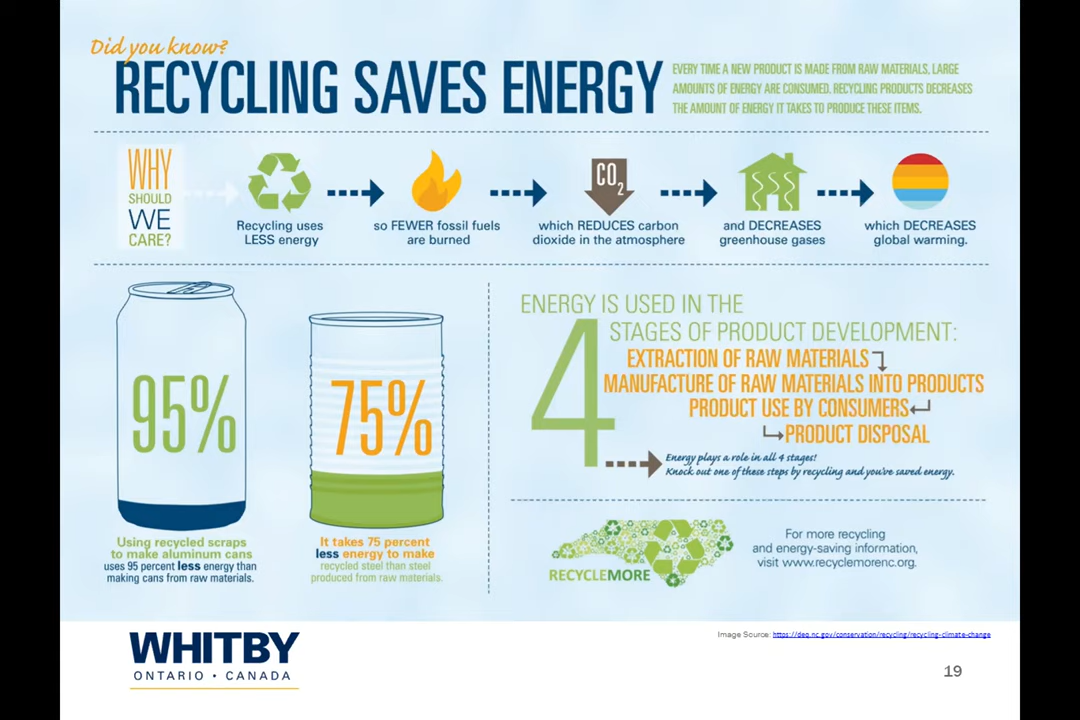 Did you know?
RECYCLING SAVES ENERGY
EVERY TIME A NEW PRODUCT IS MADE FROM RAW MATERIALS, LARGE
AMOUNTS OF ENERGY ARE CONSUMED. RECYCLING PRODUCTS DECREASES
THE AMOUNT OF ENERGY IT TAKES TO PRODUCE THESE ITEMS.
WHY
SHOULD
WE
CARE?
Recycling uses
LESS energy
so FEWER fossil fuels
are burned
CO2
which REDUCES carbon
dioxide in the atmosphere
and DECREASES
greenhouse gases
which DECREASES
global warming.
95%
Using recycled scraps
to make aluminum cans
uses 95 percent less energy than
making cans from raw materials.
75%
It takes 75 percent
less energy to make
recycled steel than steel
produced from raw materials.
ENERGY IS USED IN THE
4 STAGES OF PRODUCT DEVELOPMENT:
EXTRACTION OF RAW MATERIALS
MANUFACTURE OF RAW MATERIALS INTO PRODUCTS
PRODUCT USE BY CONSUMERS
PRODUCT DISPOSAL
Energy plays a role in all 4 stages!
Knock out one of these steps by recycling and you've saved energy.
RECYCLEMORE
For more recycling
and energy-saving information,
visit www.recyclemorenc.org.
Image Source: https://deq.nc.gov/conservation/recycling/recycling-climate-change
WHITBY
ONTARIO • CANADA
19